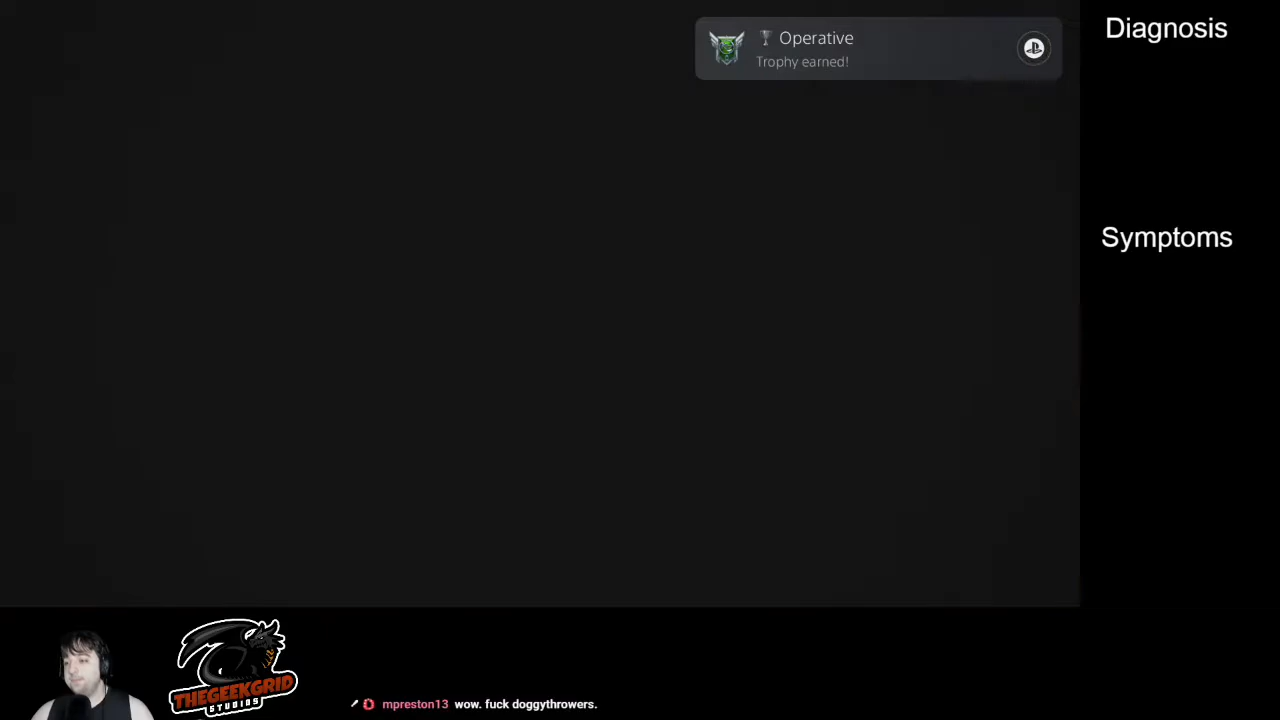 Operative
Trophy earned!
Diagnosis
Symptoms
THEGEEKGRID
STUDIOS
mpreston13 wow. fuck doggythrowers.